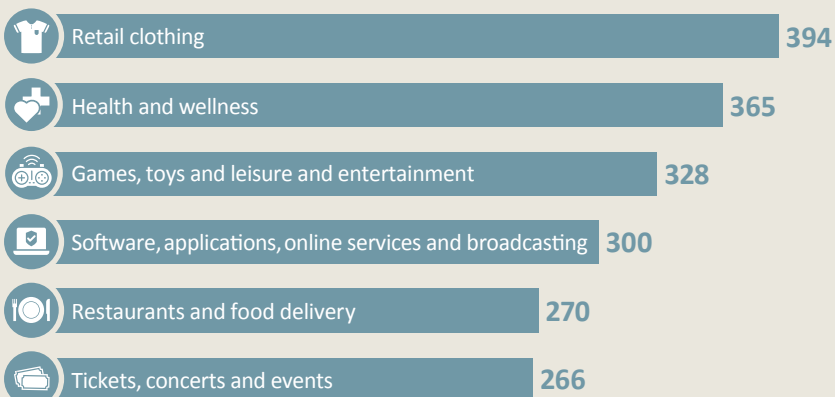 Retail clothing 394
Health and wellness 365
Games, toys and leisure and entertainment 328
Software, applications, online services and broadcasting 300
Restaurants and food delivery 270
Tickets, concerts and events 266